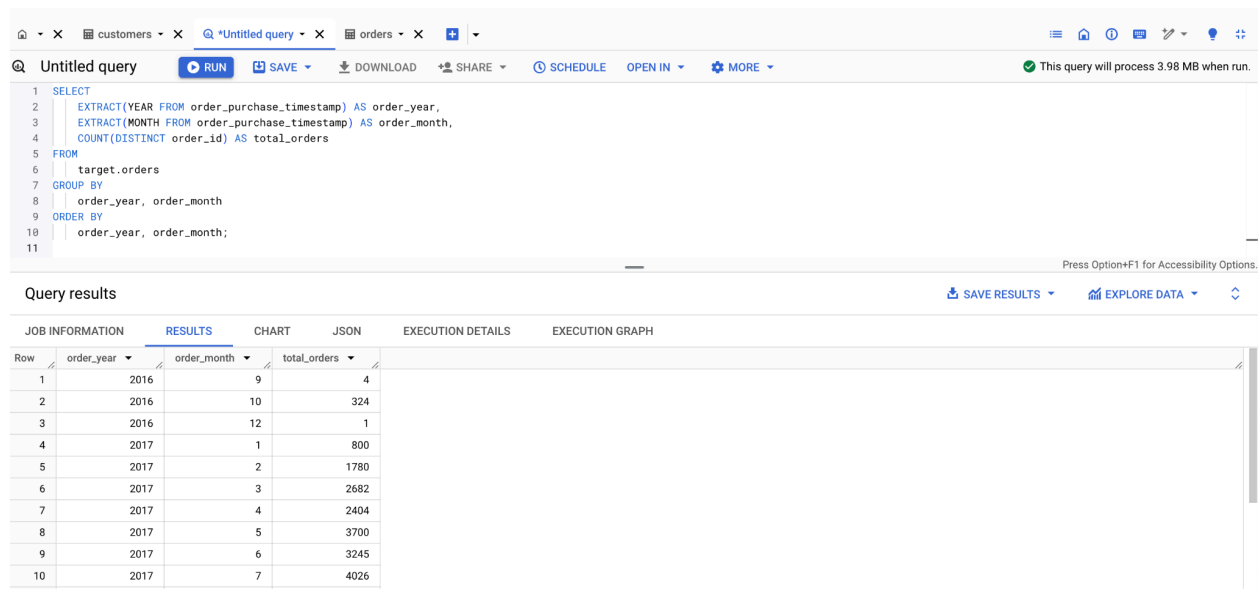 customers *Untitled query orders
Untitled query RUN SAVE DOWNLOAD SHARE SCHEDULE OPEN IN MORE This query will process 3.98 MB when run.
1 SELECT
2 EXTRACT(YEAR FROM order_purchase_timestamp) AS order_year,
3 EXTRACT(MONTH FROM order_purchase_timestamp) AS order_month,
4 COUNT(DISTINCT order_id) AS total_orders
5 FROM
6 target.orders
7 GROUP BY
8 order_year, order_month
9 ORDER BY
10 order_year, order_month;
11
Press Option+F1 for Accessibility Options.
Query results SAVE RESULTS EXPLORE DATA
JOB INFORMATION RESULTS CHART JSON EXECUTION DETAILS EXECUTION GRAPH
Row order_year order_month total_orders
1 2016 9 4
2 2016 10 324
3 2016 12 1
4 2017 1 800
5 2017 2 1780
6 2017 3 2682
7 2017 4 2404
8 2017 5 3700
9 2017 6 3245
10 2017 7 4026